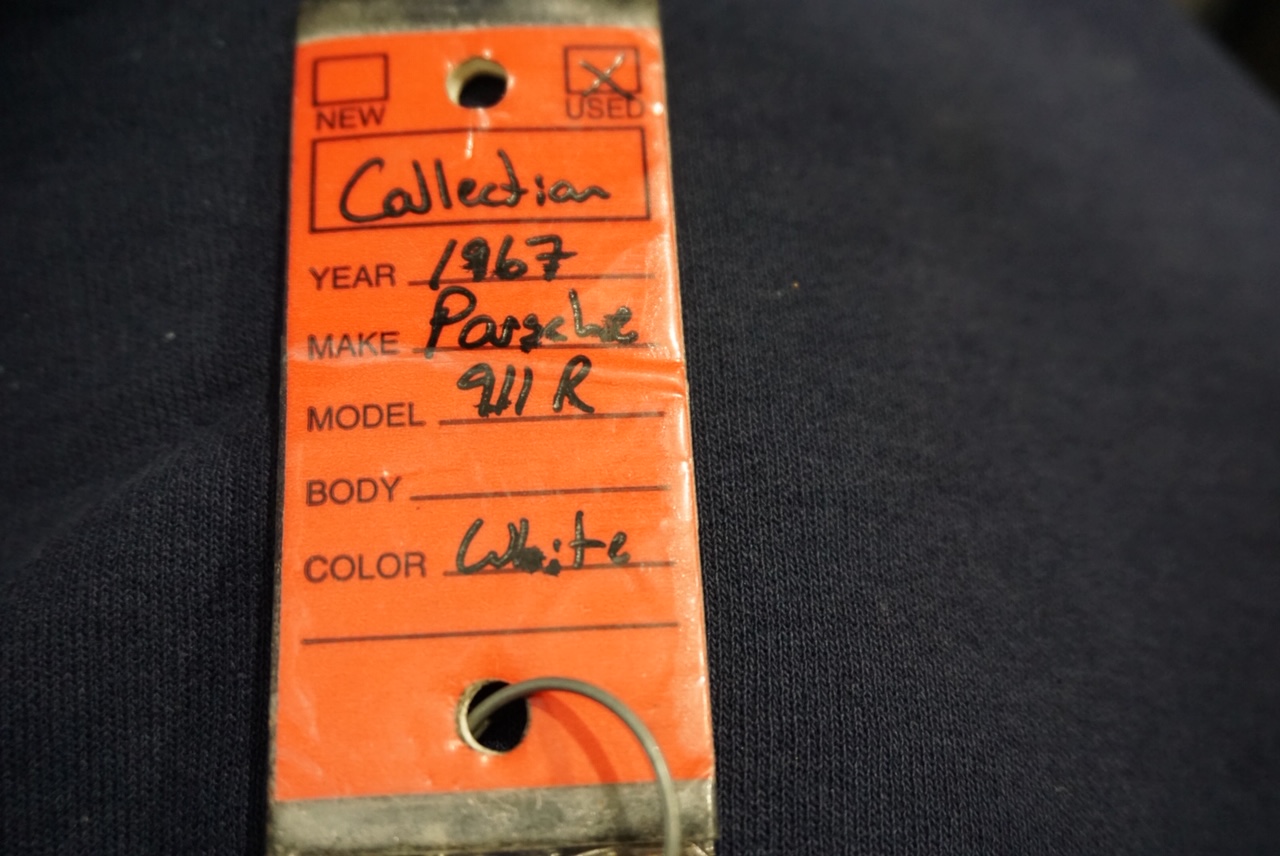 NEW USED
Collection
YEAR 1967
MAKE Porsche
MODEL 911 R
BODY
COLOR White